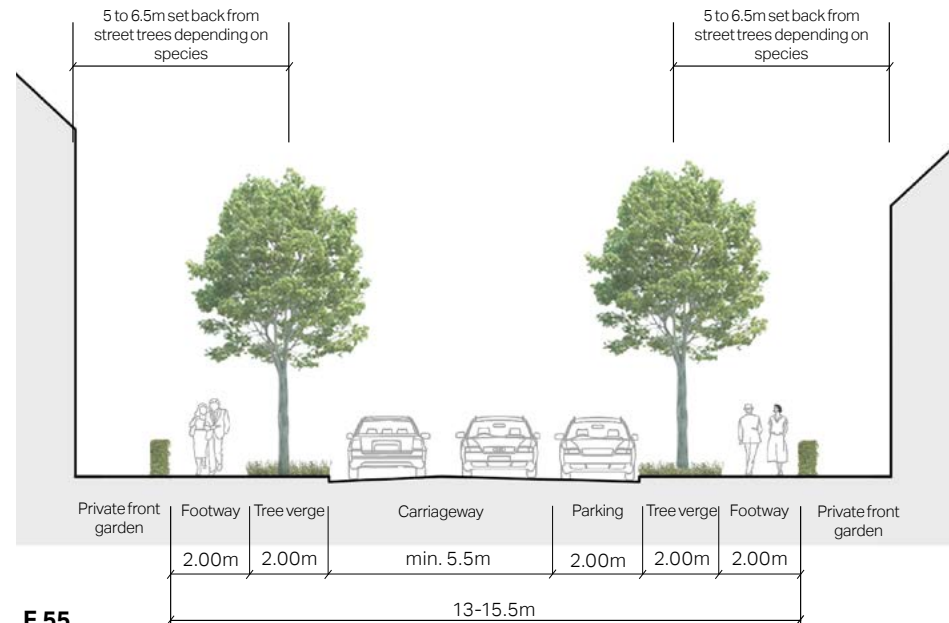 5 to 6.5m set back from
street trees depending on
species
5 to 6.5m set back from
street trees depending on
species
Private front
garden
Footway
Tree verge
Carriageway
Parking
Tree verge
Footway
Private front
garden
2.00m
2.00m
min. 5.5m
2.00m
2.00m
2.00m
13-15.5m
F.55